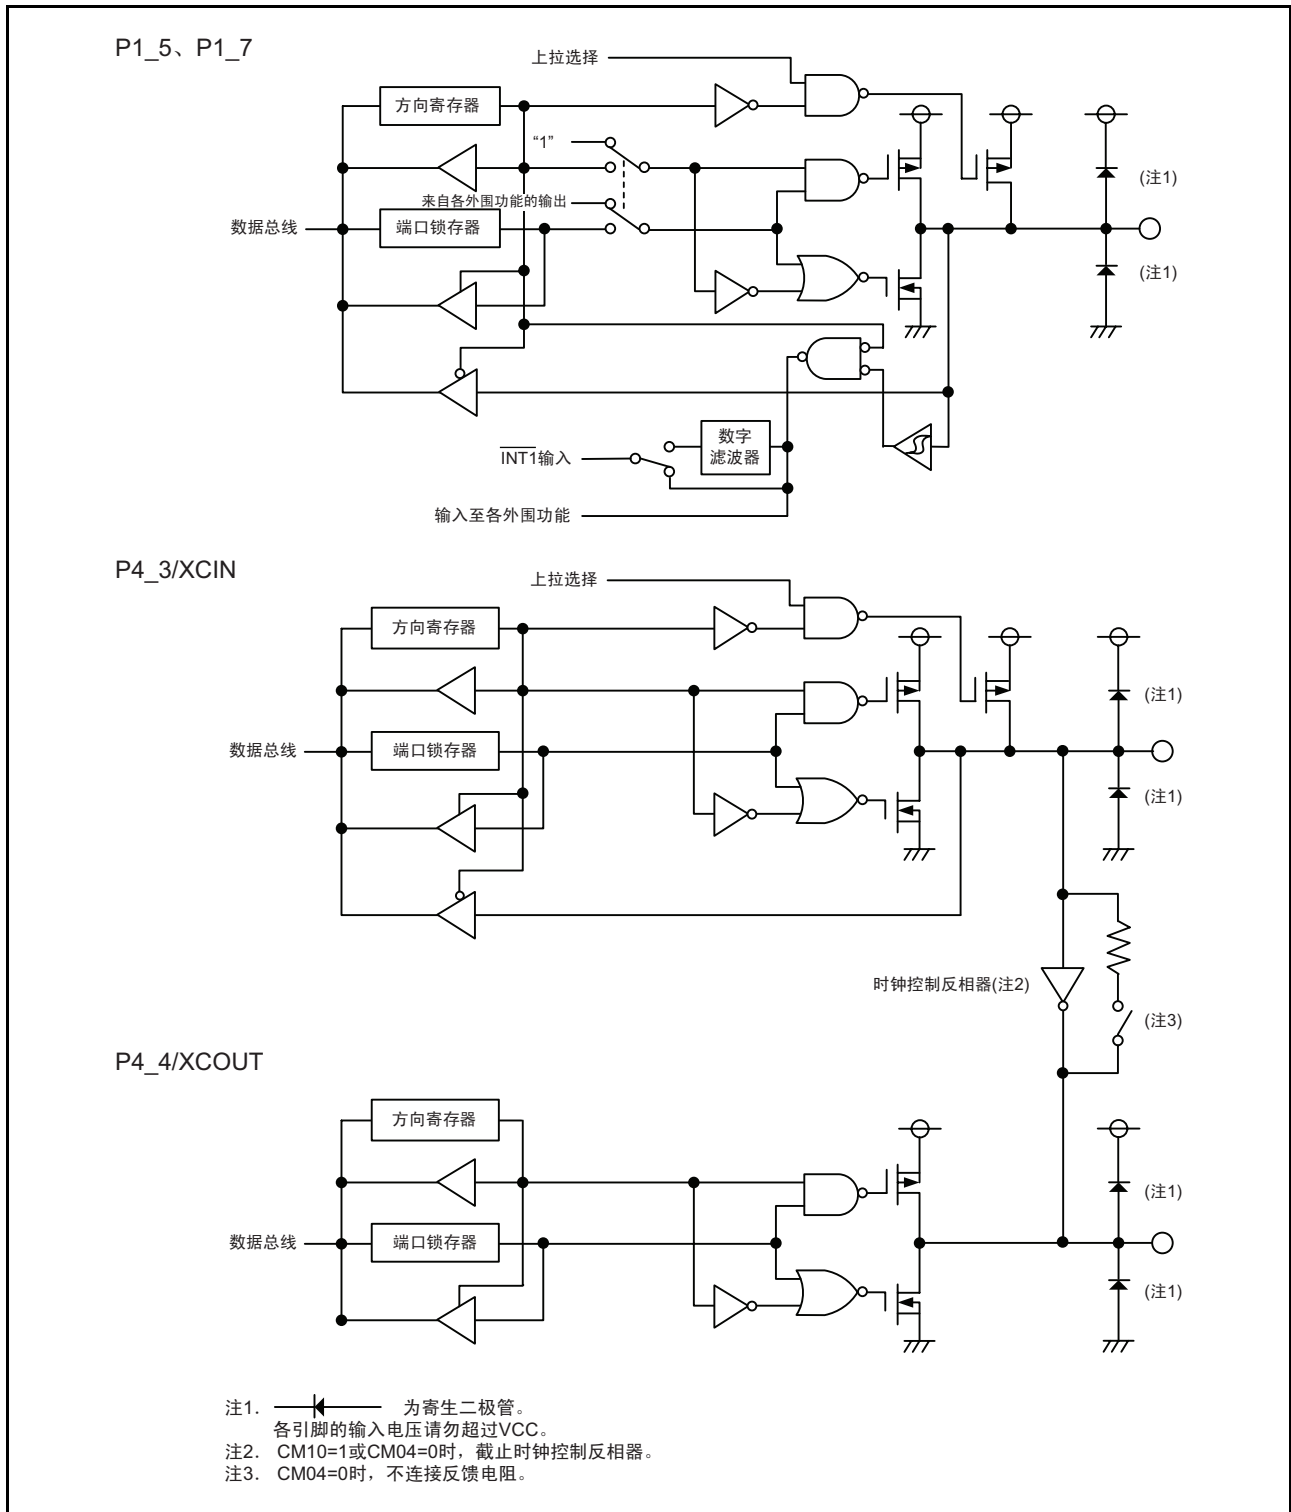 P1_5、P1_7
上拉选择
方向寄存器
“1”
来自各外围功能的输出
(注1)
数据总线
端口锁存器
(注1)
数字
滤波器
INT1输入
输入至各外围功能
P4_3/XCIN
上拉选择
方向寄存器
(注1)
数据总线
端口锁存器
(注1)
时钟控制反相器(注2)
(注3)
P4_4/XCOUT
方向寄存器
(注1)
数据总线
端口锁存器
(注1)
注1. 为寄生二极管。
各引脚的输入电压请勿超过VCC。
注2. CM10=1或CM04=0时，截止时钟控制反相器。
注3. CM04=0时，不连接反馈电阻。